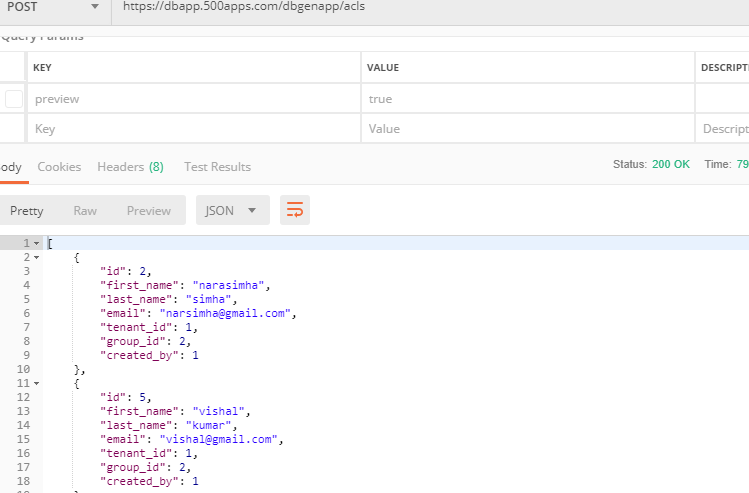 POST https://dbapp.500apps.com/dbgenapp/acls
Query Params
KEY VALUE DESCRIPT
preview true
Key Value Descript
ody Cookies Headers (8) Test Results Status: 200 OK Time: 79
Pretty Raw Preview JSON
1 [
2 {
3 "id": 2,
4 "first_name": "narasimha",
5 "last_name": "simha",
6 "email": "narsimha@gmail.com",
7 "tenant_id": 1,
8 "group_id": 2,
9 "created_by": 1
10 },
11 {
12 "id": 5,
13 "first_name": "vishal",
14 "last_name": "kumar",
15 "email": "vishal@gmail.com",
16 "tenant_id": 1,
17 "group_id": 2,
18 "created_by": 1